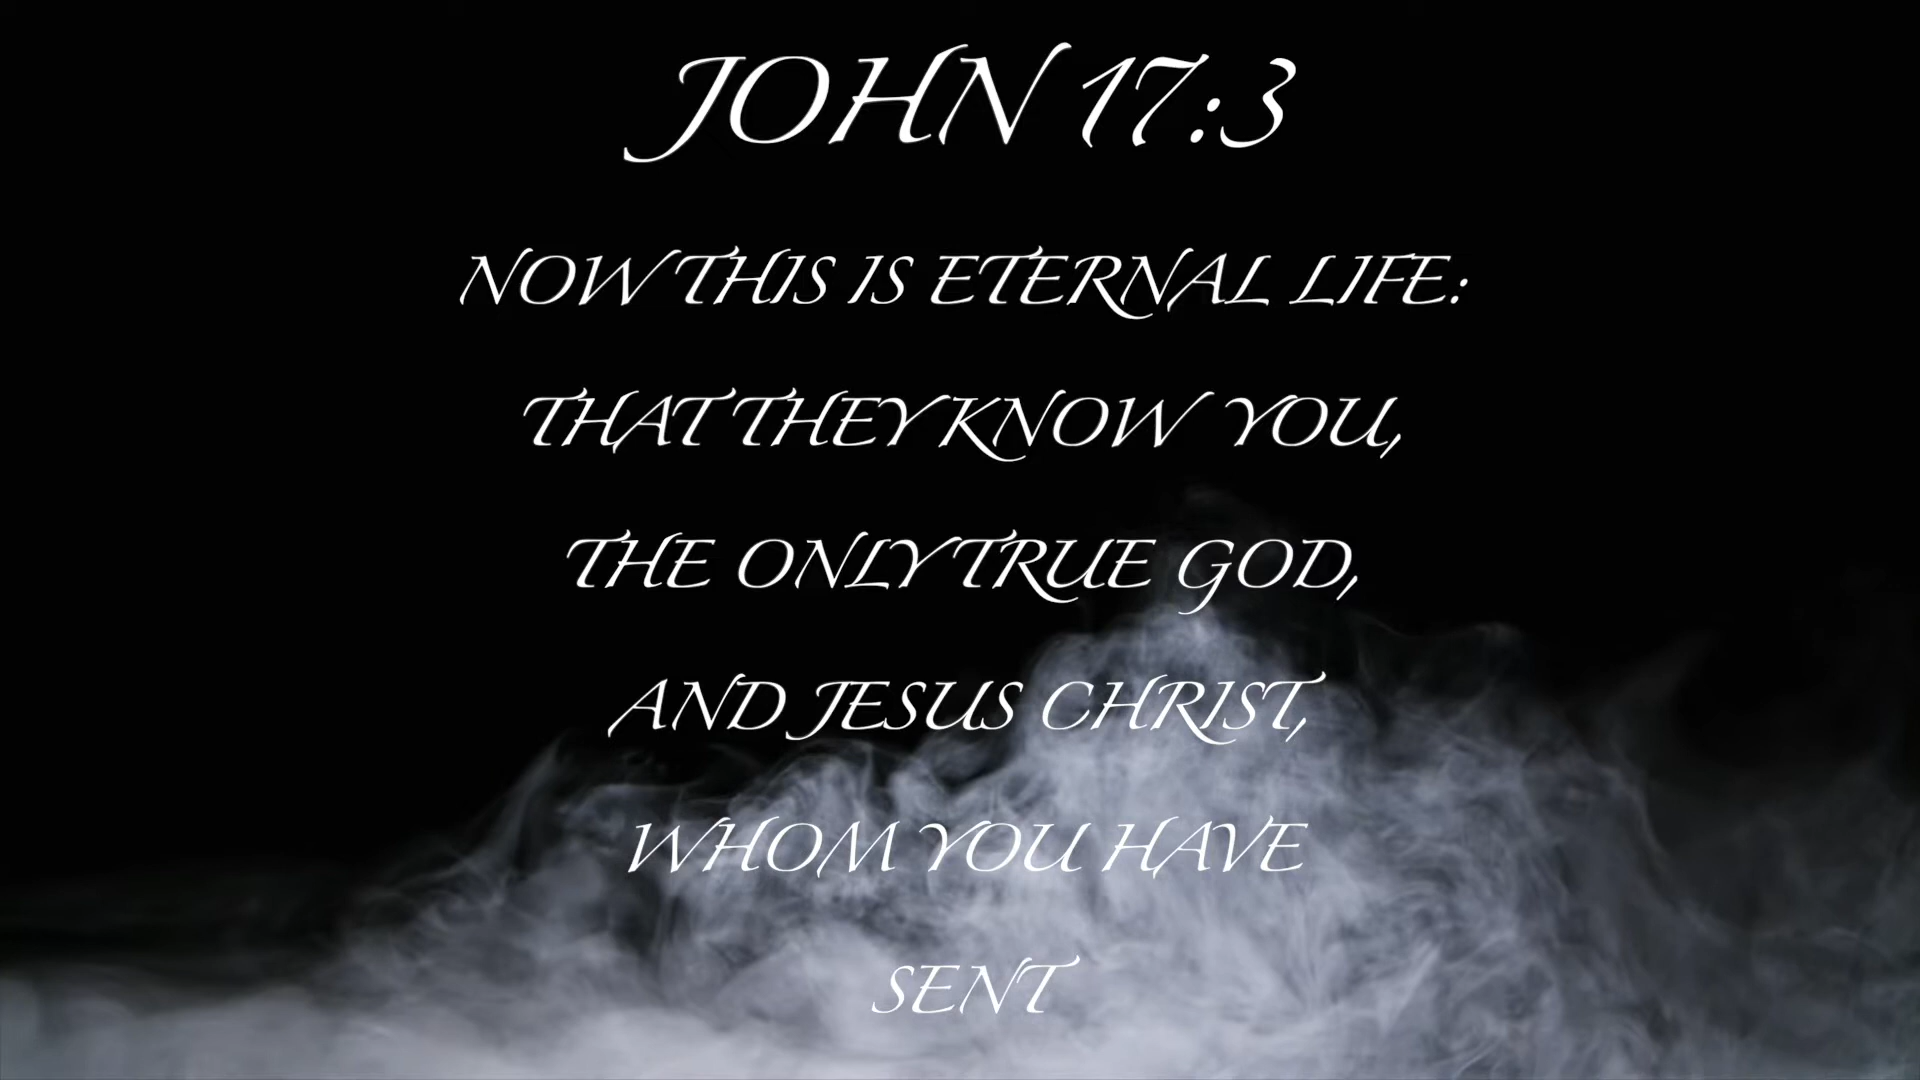 JOHN 17:3
NOW THIS IS ETERNAL LIFE:
THAT THEY KNOW YOU,
THE ONLY TRUE GOD,
AND JESUS CHRIST,
WHOM YOU HAVE
SENT